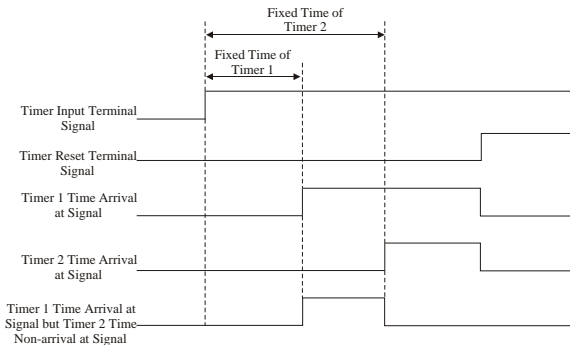 Fixed Time of
Timer 2
Fixed Time of
Timer 1
Timer Input Terminal
Signal
Timer Reset Terminal
Signal
Timer 1 Time Arrival
at Signal
Timer 2 Time Arrival
at Signal
Timer 1 Time Arrival at
Signal but Timer 2 Time
Non-arrival at Signal